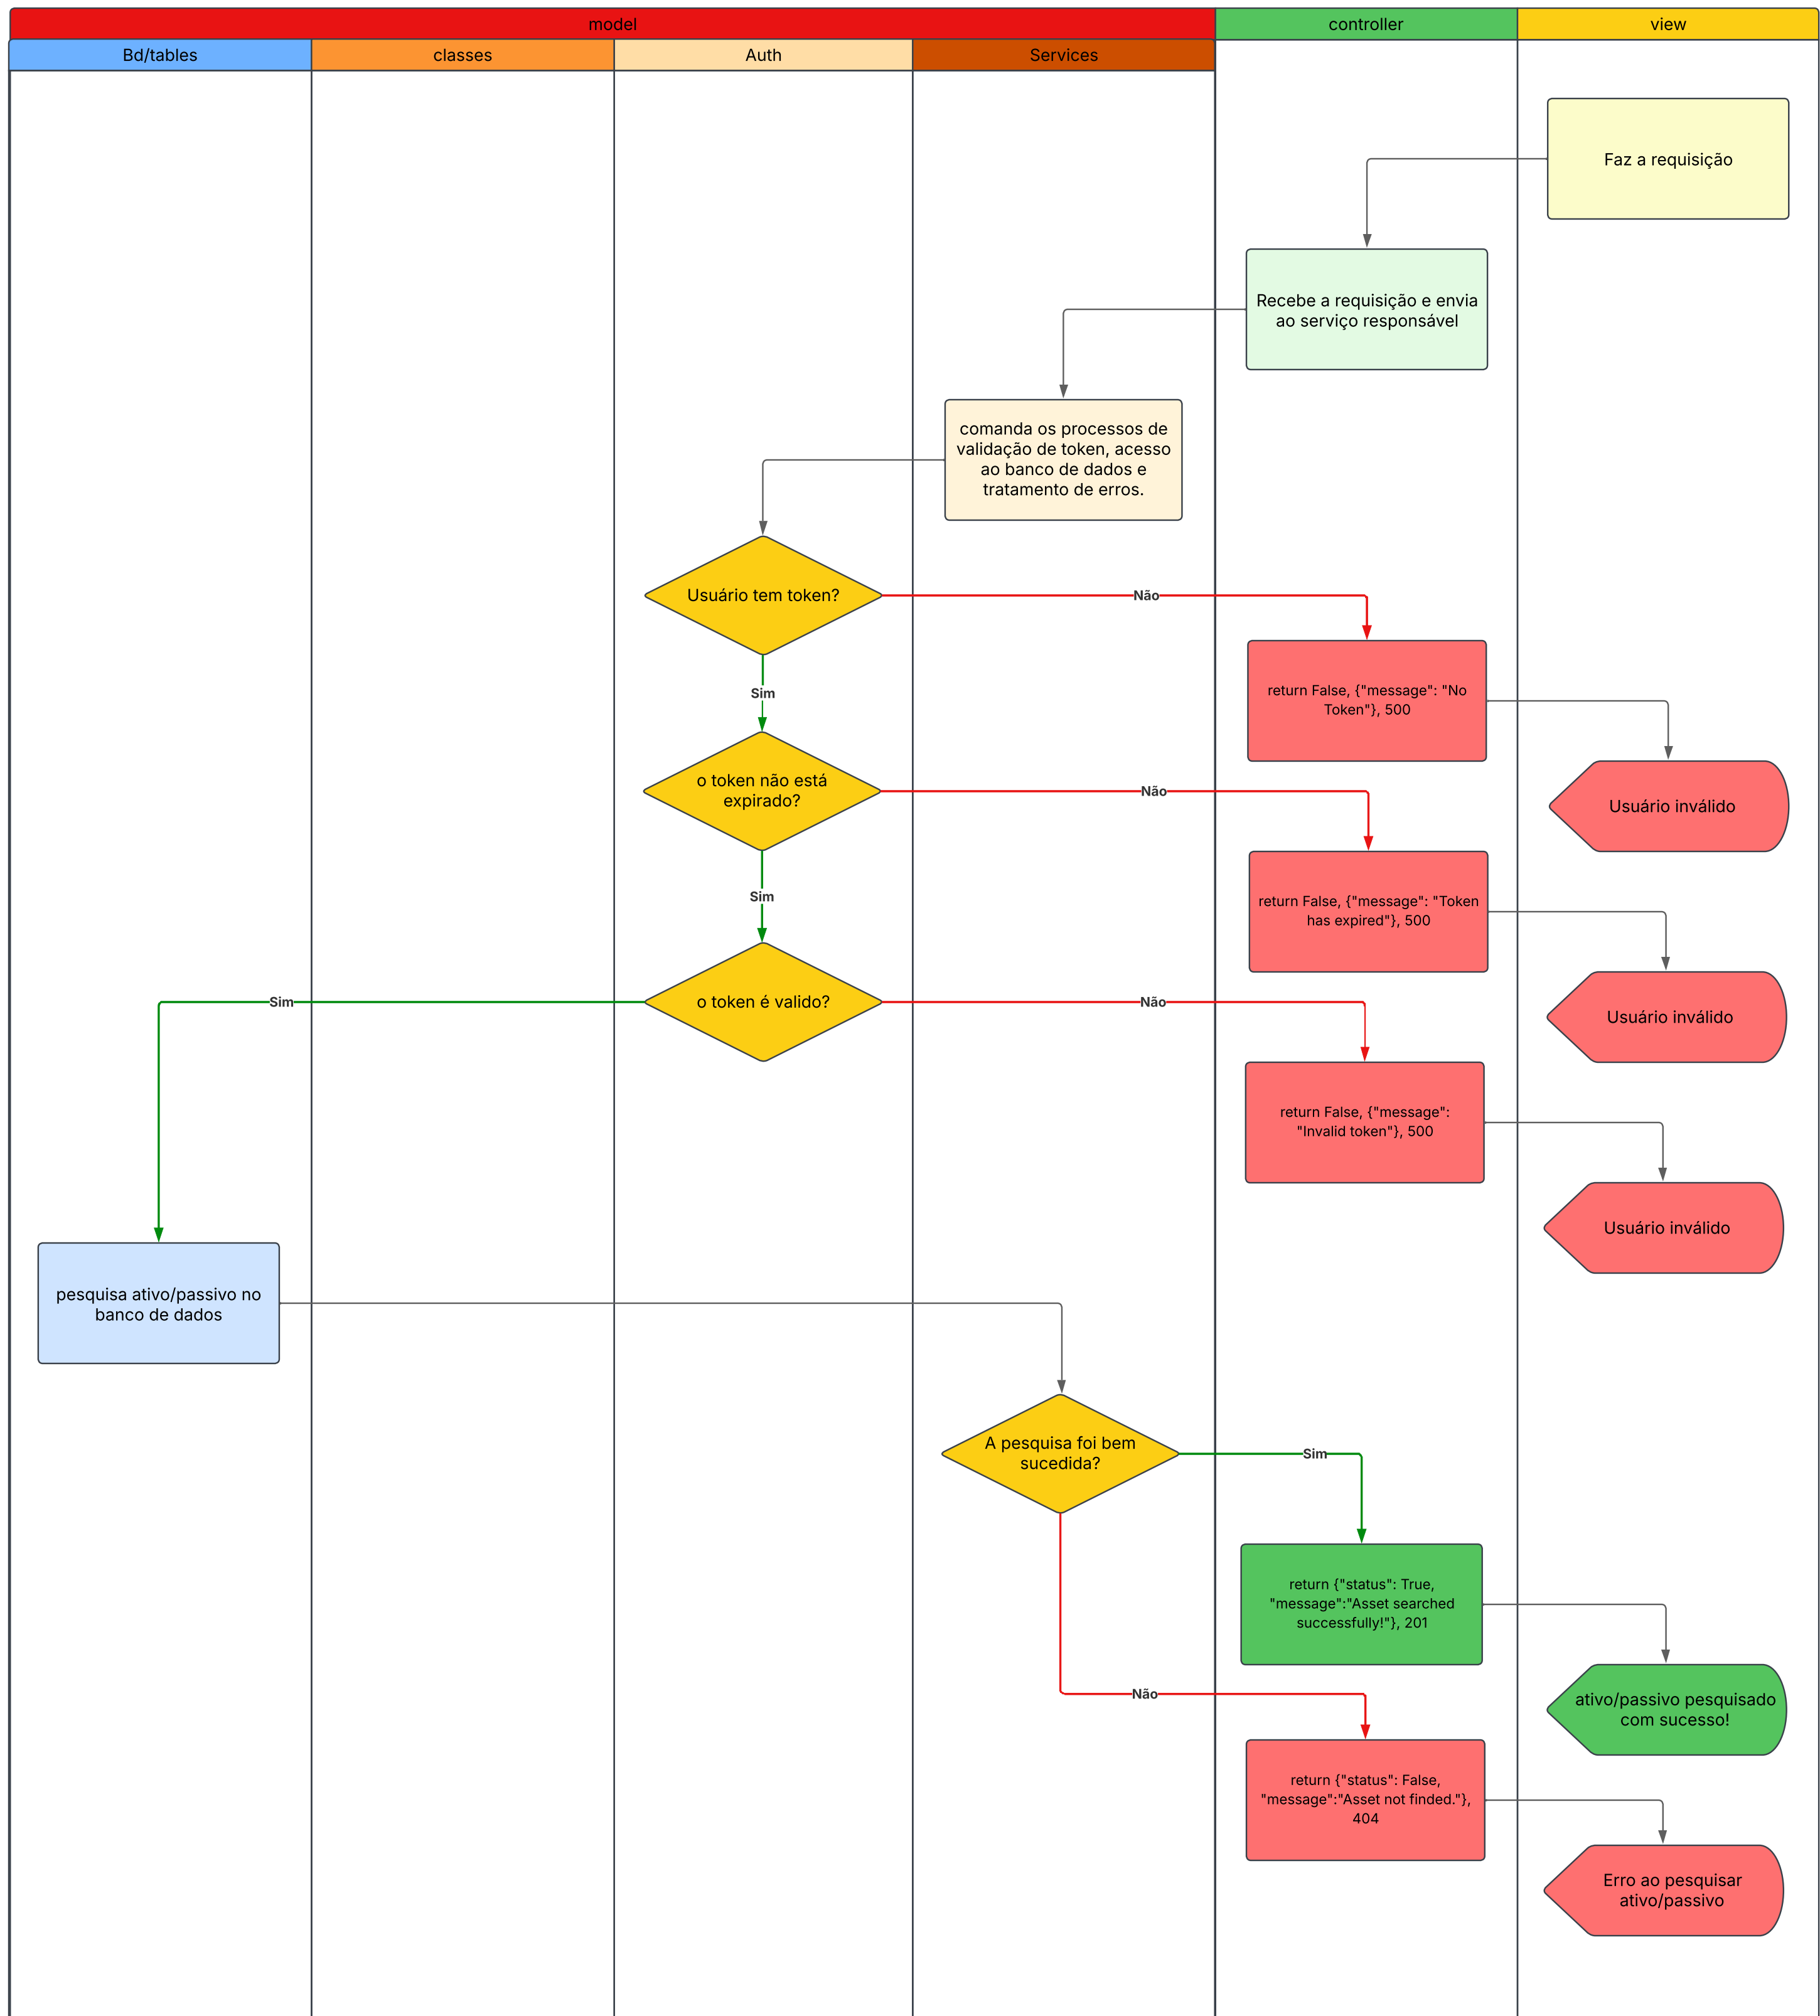 model
controller
view
Bd/tables
classes
Auth
Services
Faz a requisição
Recebe a requisição e envia
ao serviço responsável
comanda os processos de
validação de token, acesso
ao banco de dados e
tratamento de erros.
Usuário tem token?
Não
Sim
return False, {"message": "No
Token"}, 500
Usuário inválido
o token não está
expirado?
Não
Sim
return False, {"message": "Token
has expired"}, 500
Usuário inválido
o token é valido?
Sim
Não
return False, {"message":
"Invalid token"}, 500
Usuário inválido
pesquisa ativo/passivo no
banco de dados
A pesquisa foi bem
sucedida?
Sim
return {"status": True,
"message":"Asset searched
successfully!"}, 201
ativo/passivo pesquisado
com sucesso!
Não
return {"status": False,
"message":"Asset not finded."},
404
Erro ao pesquisar
ativo/passivo